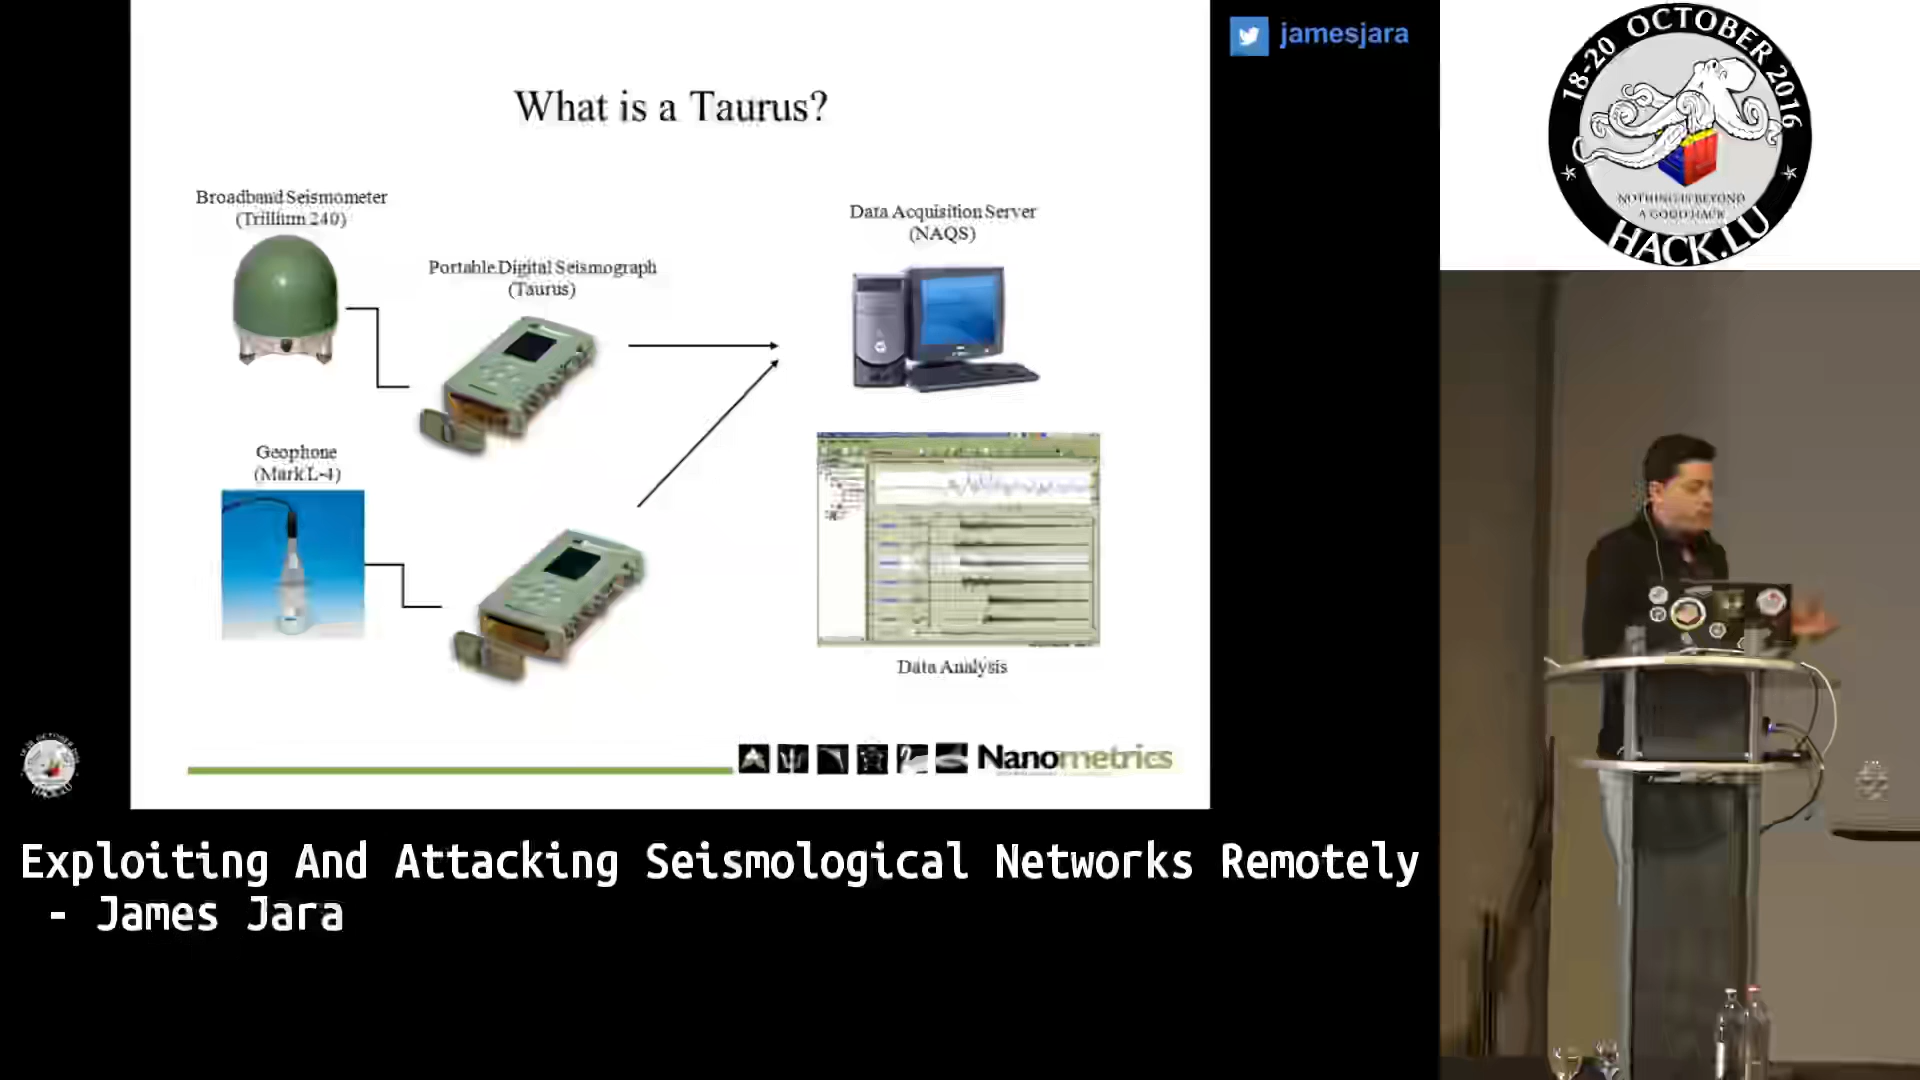 What is a Taurus?
Broadband Seismometer
(Trillium 240)
Portable Digital Seismograph
(Taurus)
Data Acquisition Server
(NAQS)
Geophone
(Mark L-4)
Data Analysis
Nanometrics
jamesjara
18-20 OCTOBER 2016
NOTHING IS BEYOND
A GOOD HACK
HACK.LU
Exploiting And Attacking Seismological Networks Remotely
- James Jara